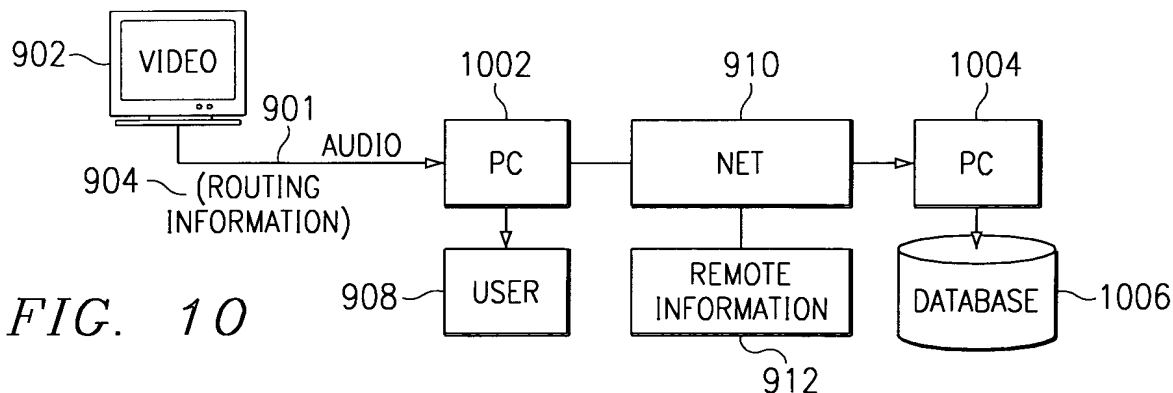 902
VIDEO
901
AUDIO
904
(ROUTING
INFORMATION)
1002
PC
910
NET
1004
PC
908
USER
REMOTE
INFORMATION
912
DATABASE
1006
FIG. 10